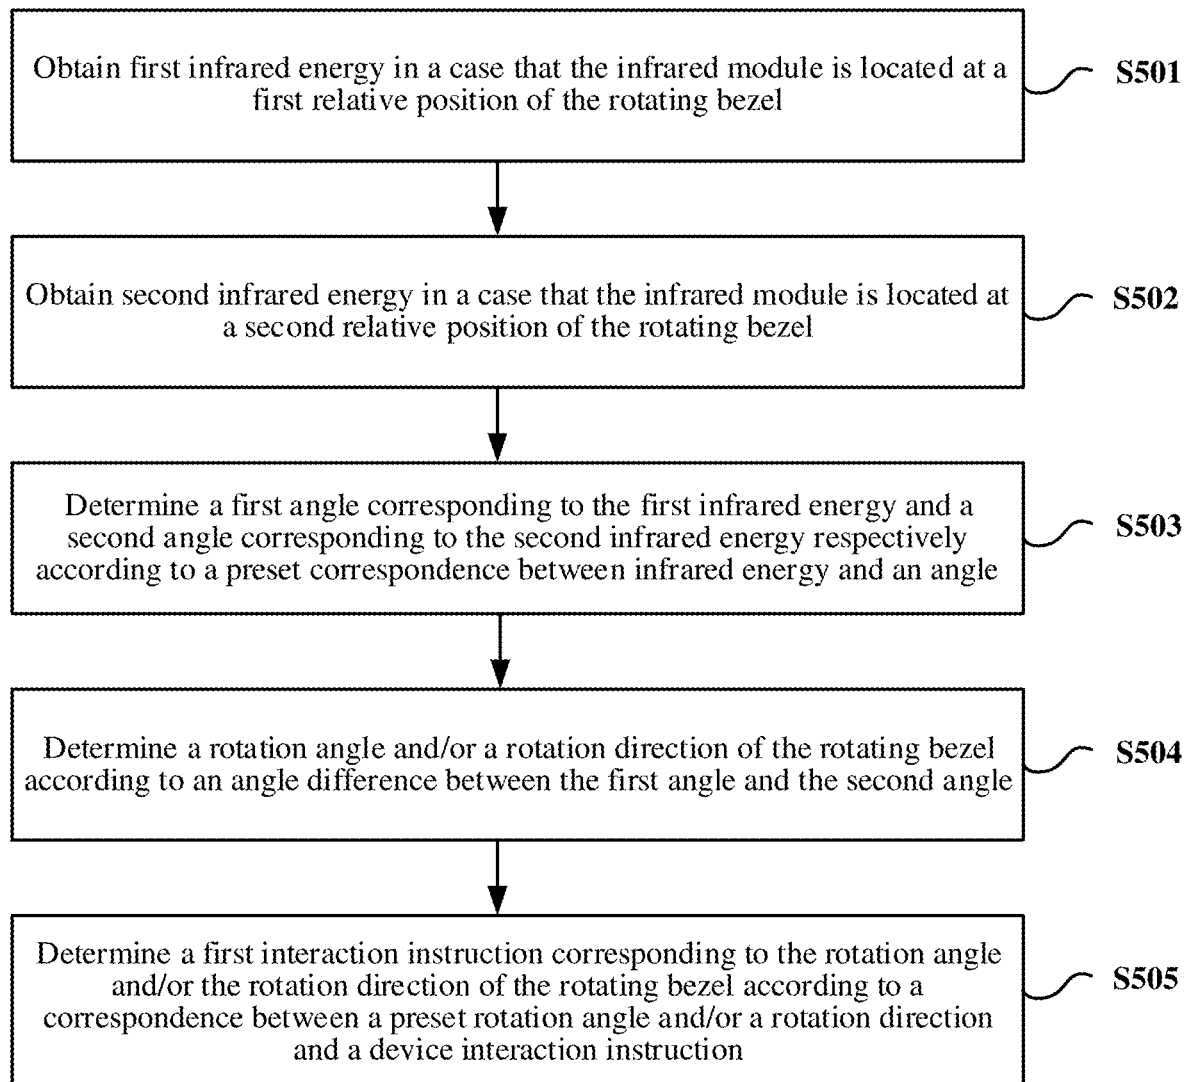 Obtain first infrared energy in a case that the infrared module is located at a
first relative position of the rotating bezel
S501
Obtain second infrared energy in a case that the infrared module is located at
a second relative position of the rotating bezel
S502
Determine a first angle corresponding to the first infrared energy and a
second angle corresponding to the second infrared energy respectively
according to a preset correspondence between infrared energy and an angle
S503
Determine a rotation angle and/or a rotation direction of the rotating bezel
according to an angle difference between the first angle and the second angle
S504
Determine a first interaction instruction corresponding to the rotation angle
and/or the rotation direction of the rotating bezel according to a
correspondence between a preset rotation angle and/or a rotation direction
and a device interaction instruction
S505